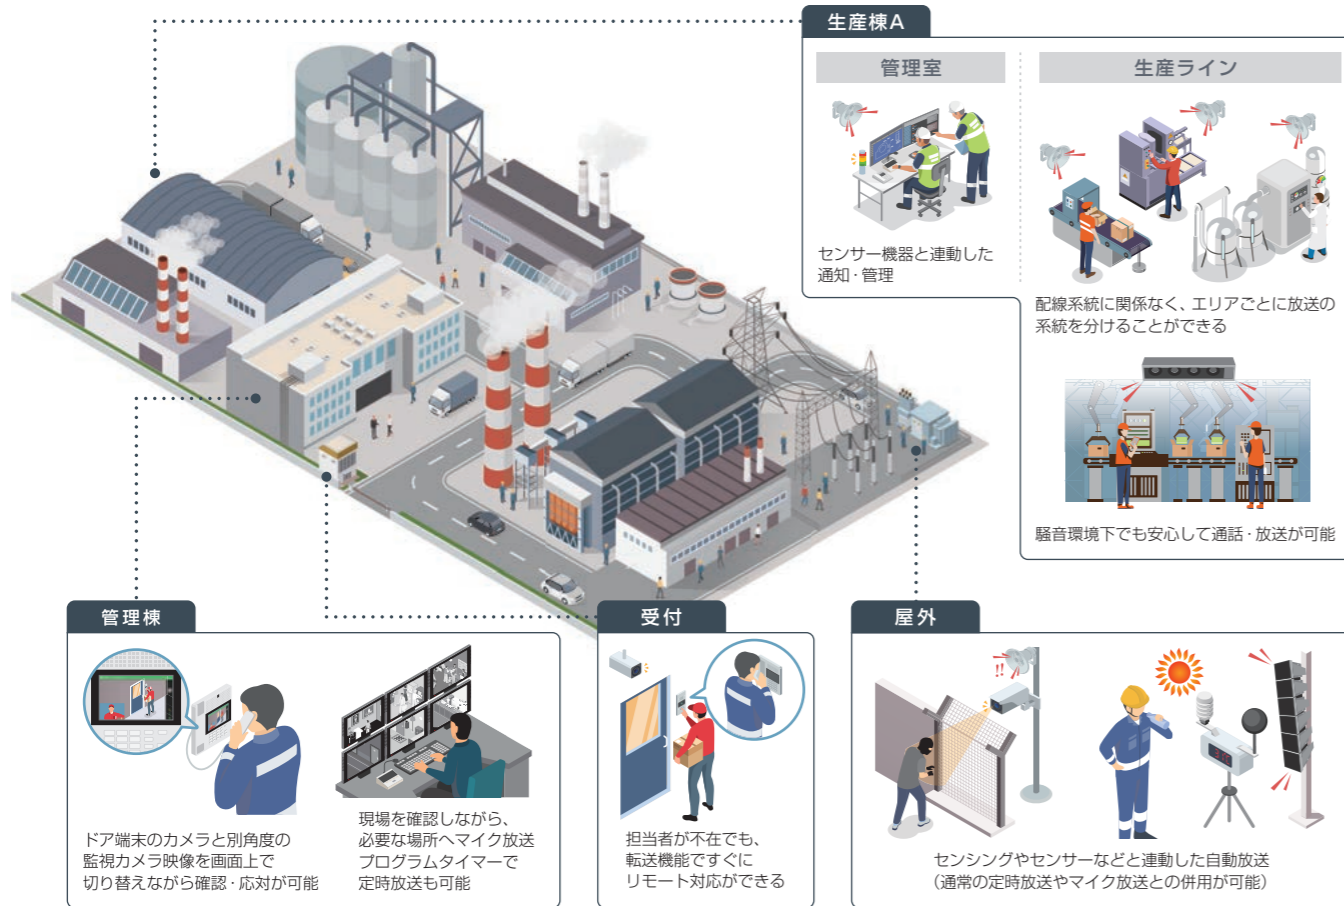 生産棟A
管理室
センサー機器と連動した
通知・管理
生産ライン
配線系統に関係なく、エリアごとに放送の
系統を分けることができる
騒音環境下でも安心して通話・放送が可能
管理棟
ドア端末のカメラと別角度の
監視カメラ映像を画面上で
切り替えながら確認・応対が可能
現場を確認しながら、
必要な場所へマイク放送
プログラムタイマーで
定時放送も可能
受付
担当者が不在でも、
転送機能ですぐに
リモート対応ができる
屋外
!!
センシングやセンサーなどと連動した自動放送
（通常の定時放送やマイク放送との併用が可能）